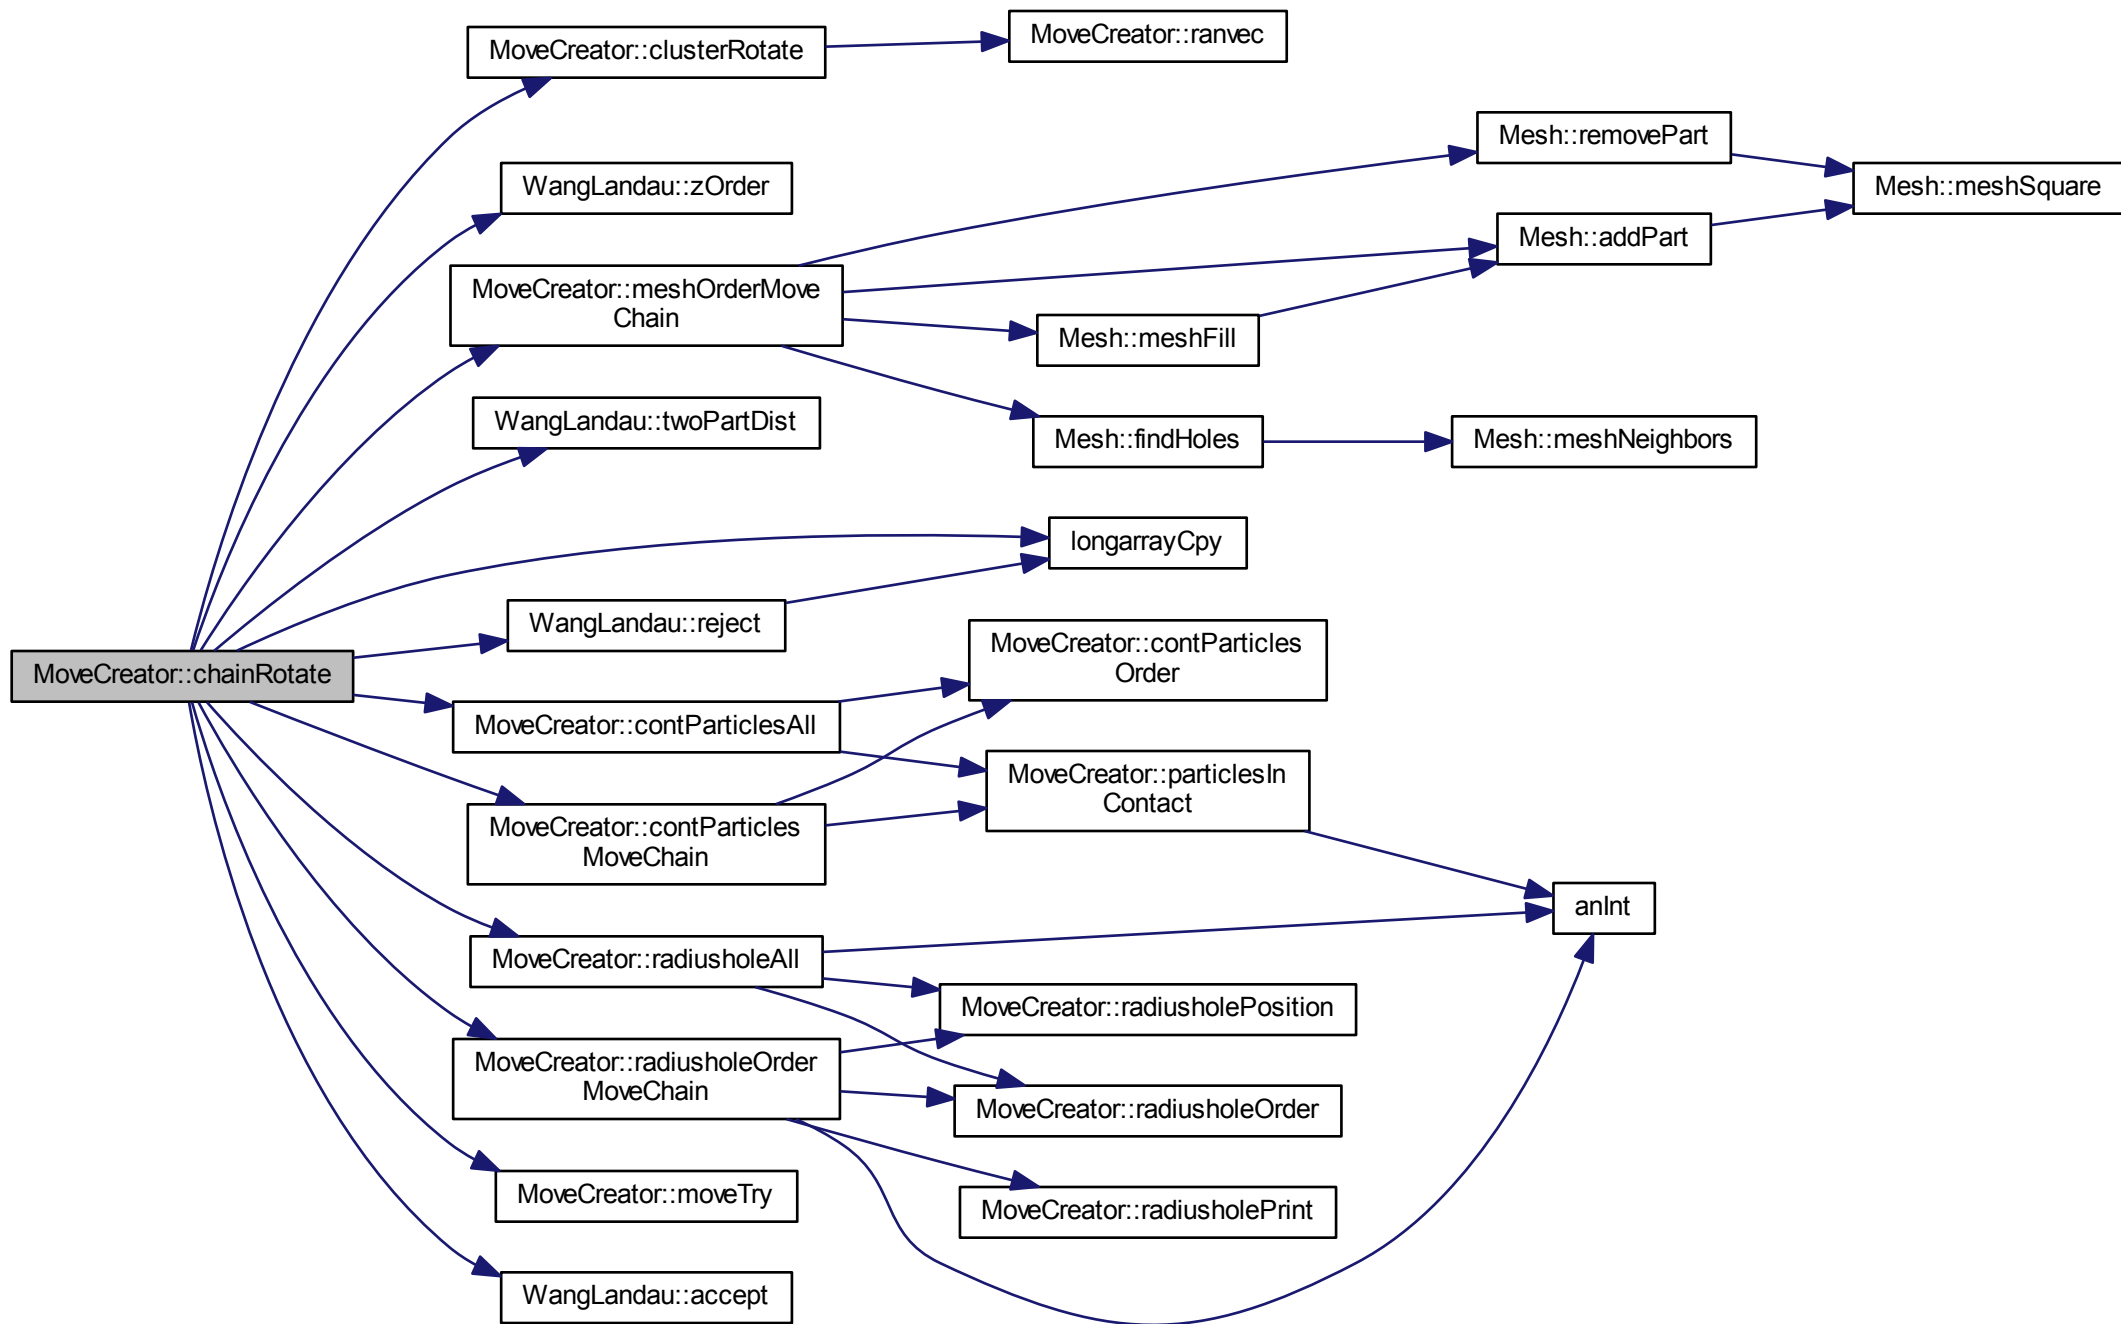 MoveCreator::clusterRotate
MoveCreator::ranvec
Mesh::removePart
WangLandau::zOrder
Mesh::meshSquare
Mesh::addPart
MoveCreator::meshOrderMove
Chain
Mesh::meshFill
WangLandau::twoPartDist
Mesh::findHoles
Mesh::meshNeighbors
longarrayCpy
WangLandau::reject
MoveCreator::contParticles
Order
MoveCreator::chainRotate
MoveCreator::contParticlesAll
MoveCreator::particlesIn
Contact
MoveCreator::contParticles
MoveChain
anInt
MoveCreator::radiusholeAll
MoveCreator::radiusholePosition
MoveCreator::radiusholeOrder
MoveChain
MoveCreator::radiusholeOrder
MoveCreator::moveTry
MoveCreator::radiusholePrint
WangLandau::accept